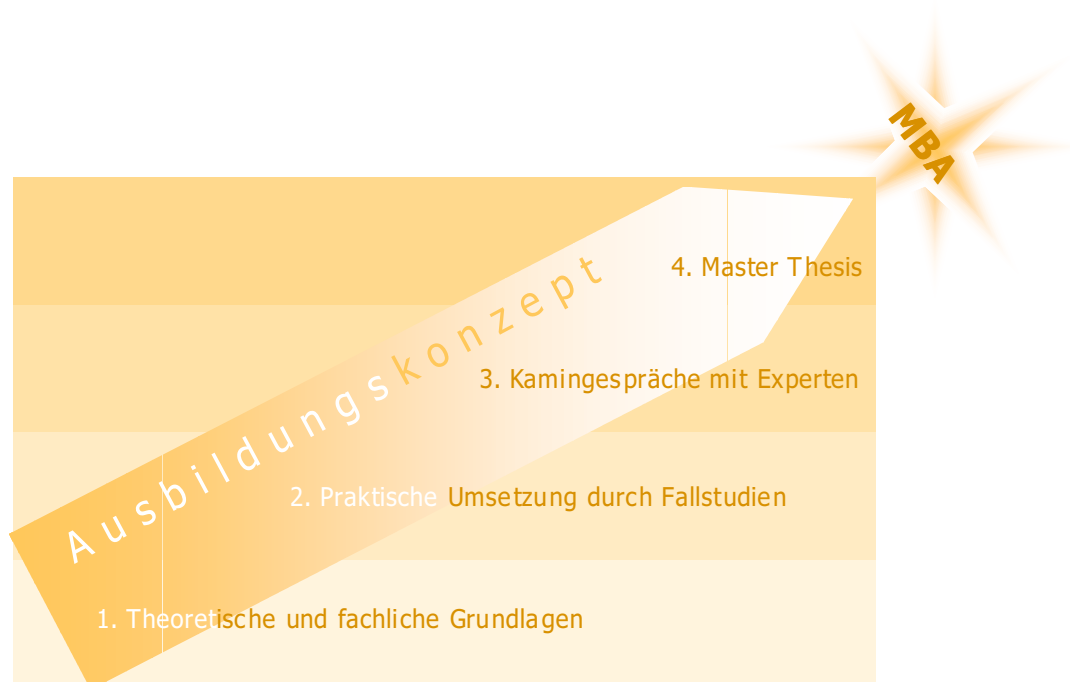 MBA
4. Master Thesis
Ausbildungskonzept
3. Kamingespräche mit Experten
2. Praktische Umsetzung durch Fallstudien
1. Theoretische und fachliche Grundlagen